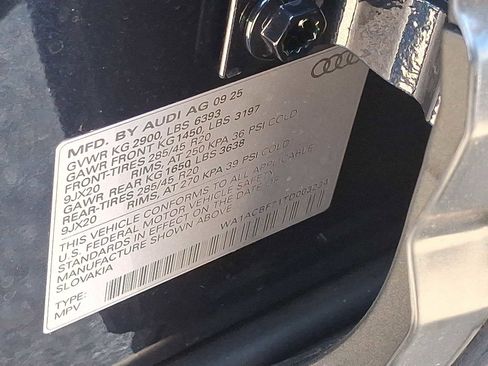 MFD. BY AUDI AG 09 25
GVWR KG 2900, LBS 6393
GAWR FRONT KG 1450, LBS 3197
FRONT-TIRES 285/45 R20
9JX20 RIMS, AT 250 KPA 36 PSI COLD
GAWR REAR KG 1650 LBS 3638
REAR-TIRES 285/45 R20
9JX20 RIMS, AT 270 KPA 39 PSI COLD
THIS VEHICLE CONFORMS TO ALL APPLICABLE
U.S. FEDERAL MOTOR VEHICLE SAFETY
STANDARDS IN EFFECT ON THE DATE OF
MANUFACTURE SHOWN ABOVE.
SLOVAKIA
TYPE:
MPV